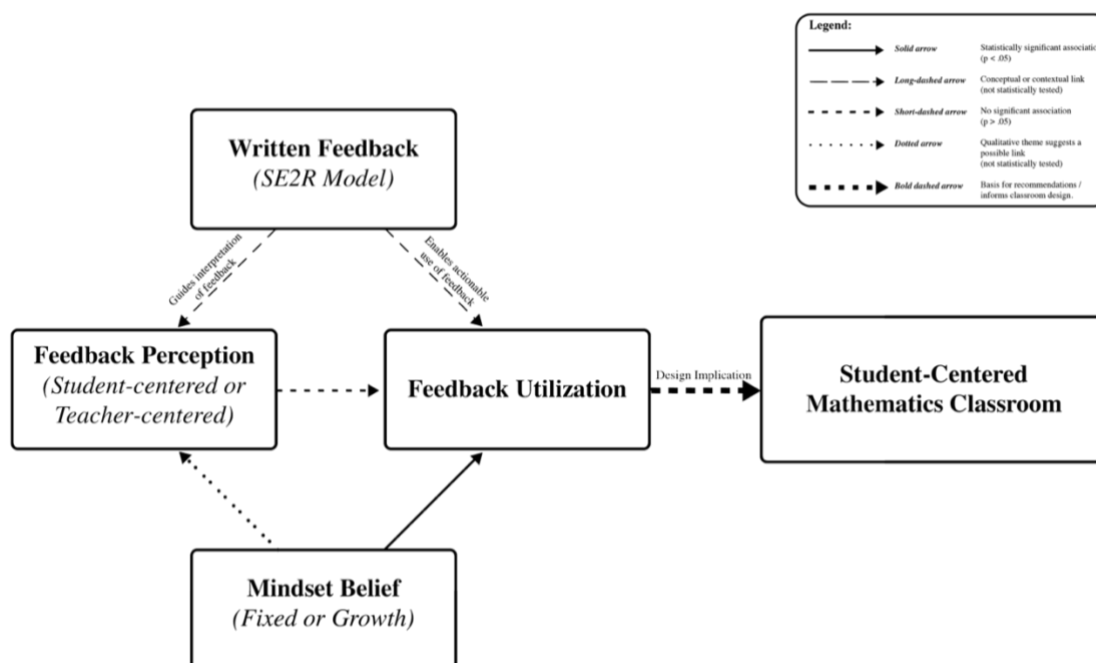 Legend:
Solid arrow
Statistically significant associatio
(p < .05)
Long-dashed arrow
Conceptual or contextual link
(not statistically tested)
Short-dashed arrow
No significant association
(p > .05)
Dotted arrow
Qualitative theme suggests a
possible link
(not statistically tested)
Bold dashed arrow
Basis for recommendations /
informs classroom design.
Written Feedback
(SE2R Model)
Guides interpretation
of feedback
Enables actionable
use of feedback
Feedback Perception
(Student-centered or
Teacher-centered)
Feedback Utilization
Design Implication
Student-Centered
Mathematics Classroom
Mindset Belief
(Fixed or Growth)